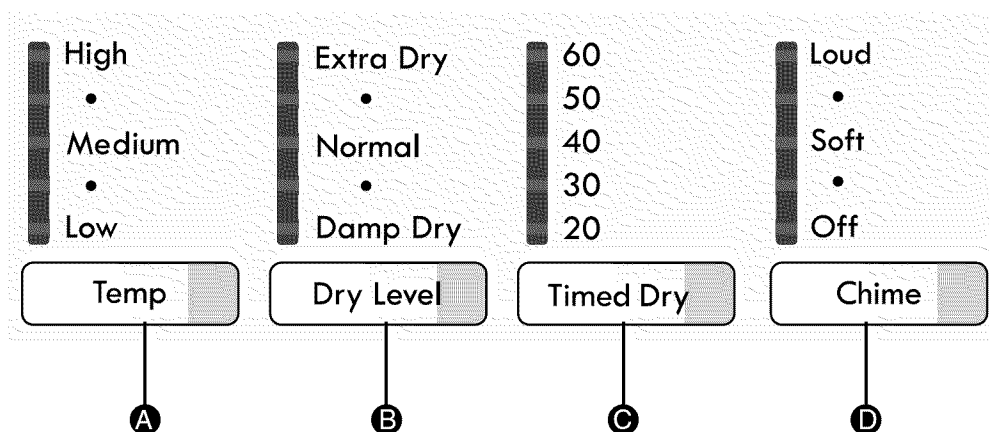 High
Medium
Low
Temp
Extra Dry
Normal
Damp Dry
Dry Level
60
50
40
30
20
Timed Dry
Loud
Soft
Off
Chime
A
B
C
D